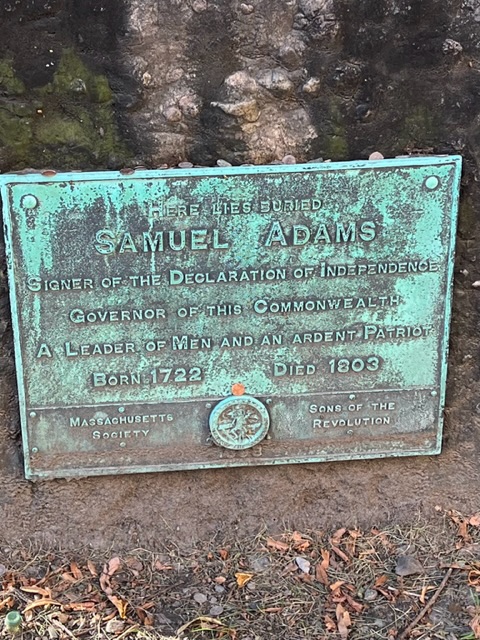 HERE LIES BURIED
SAMUEL ADAMS
SIGNER OF THE DECLARATION OF INDEPENDENCE
GOVERNOR OF THIS COMMONWEALTH
A LEADER OF MEN AND AN ARDENT PATRIOT
BORN 1722 DIED 1803
MASSACHUSETTS
SOCIETY
SONS OF THE
REVOLUTION